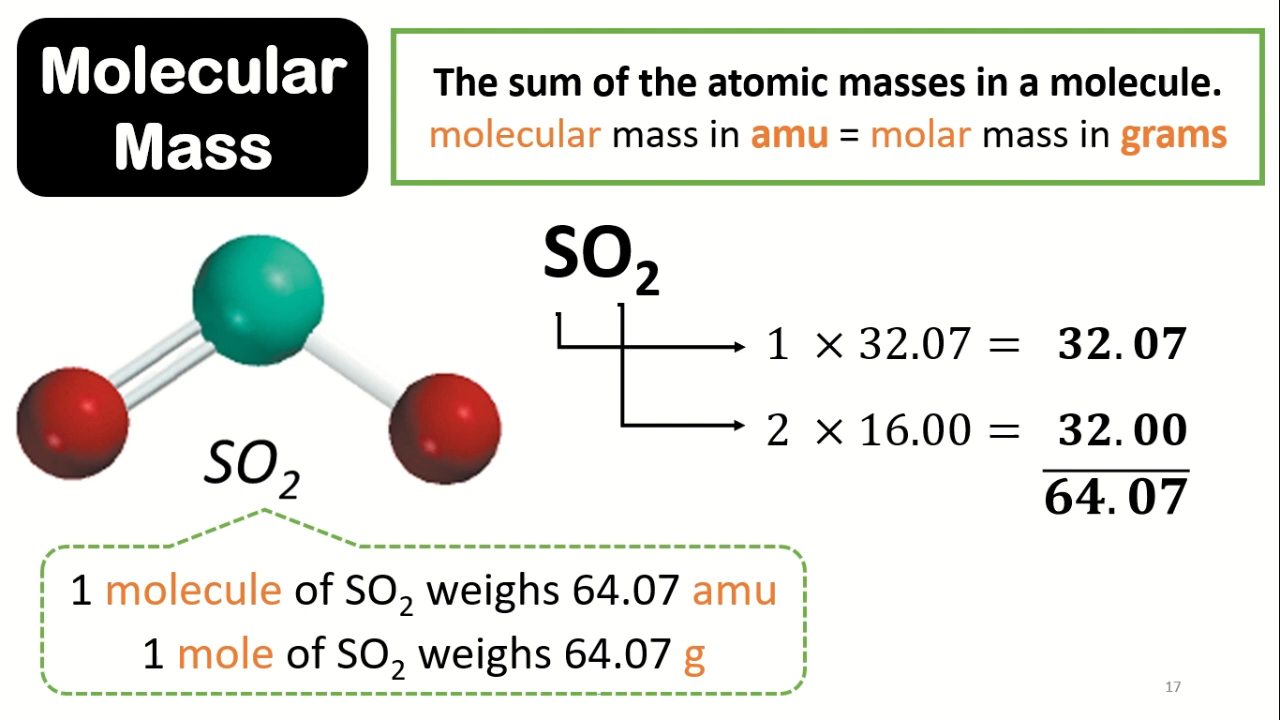 Molecular
Mass
The sum of the atomic masses in a molecule.
molecular mass in amu = molar mass in grams
SO₂
1 × 32.07 = 32.07
2 × 16.00 = 32.00
64.07
SO₂
1 molecule of SO₂ weighs 64.07 amu
1 mole of SO₂ weighs 64.07 g
17